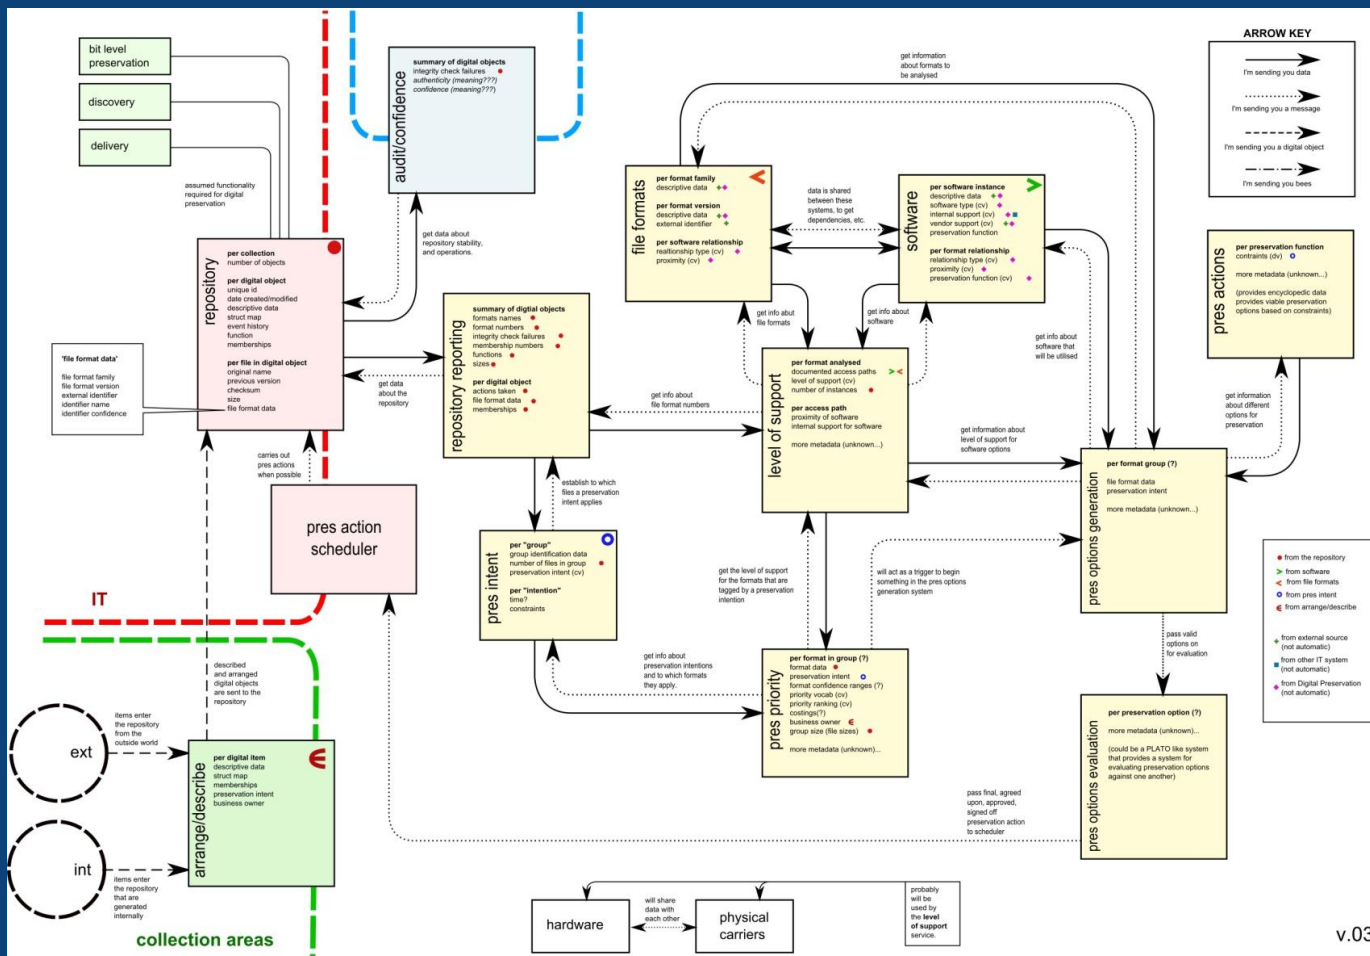 bit level
preservation
discovery
delivery
assumed functionality
required for digital
preservation
audit/confidence
summary of digital objects
integrity check failures
authenticity (meaning???)
confidence (meaning???)
get data about
repository stability,
and operations.
repository
per collection
number of objects
per digital object
unique id
date created/modified
descriptive data
struct map
event history
function
memberships
per file in digital object
original name
previous version
checksum
size
file format data
'file format data'
file format family
file format version
external identifier
identifier name
identifier confidence
carries out
pres actions
when possible
pres action
scheduler
IT
described
and arranged
digital objects
are sent to the
repository
items enter
the repository
from the
outside world
ext
int
items enter
the repository
that are
generated
internally
arrange/describe
per digital item
descriptive data
struct map
memberships
preservation intent
business owner
collection areas
get data
about the
repository
repository reporting
summary of digtial objects
formats names
format numbers
integrity check failures
membership numbers
functions
sizes
per digital object
actions taken
file format data
memberships
establish to which
files a preservation
intent applies
pres intent
per "group"
group identification data
number of files in group
preservation intent (cv)
per "intention"
time?
constraints
get info about
preservation intentions
and to which formats
they apply.
get info about
file format numbers
get information
about formats to
be analysed
file formats
per format family
descriptive data
per format version
descriptive data
external identifier
per software relationship
realtionship type (cv)
proximity (cv)
data is shared
between these
systems, to get
dependencies, etc.
software
per software instance
descriptive data
software type (cv)
internal support (cv)
vendor support (cv)
preservation function
per format relationship
relationship type (cv)
proximity (cv)
preservation function (cv)
get info abut
file formats
get info about
software
level of support
per format analysed
documented access paths
level of support (cv)
number of instances
per access path
proximity of software
internal support for software
more metadata (unknown...)
get info about
software that
will be utilised
get information about
level of support for
software options
get the level of support
for the formats that are
tagged by a preservation
intention
will act as a trigger to begin
something in the pres options
generation system
pres priority
per format in group (?)
format data
preservation intent
format confidence ranges (?)
priority vocab (cv)
priority ranking (cv)
costings(?)
business owner
group size (file sizes)
more metadata (unknown)...
ARROW KEY
I'm sending you data
I'm sending you a message
I'm sending you a digital object
I'm sending you bees
pres actions
per preservation function
contraints (dv)
more metadata (unknown...)
(provides encyclopedic data
provides viable preservation
options based on constraints)
get information
about different
options for
preservation
pres options generation
per format group (?)
file format data
preservation intent
more metadata (unknown...)
from the repository
from software
from file formats
from pres intent
from arrange/describe
from external source
(not automatic)
from other IT system
(not automatic)
from Digital Preservation
(not automatic)
pass valid
options on
for evaluation
pres options evaluation
per preservation option (?)
more metadata (unknown)...
(could be a PLATO like system
that provides a system for
evaluating preservation options
against one another)
pass final, agreed
upon, approved,
signed off
preservation action
to scheduler
hardware
will share
data with
each other
physical
carriers
probably
will be
used by
the level
of support
service.
v.03